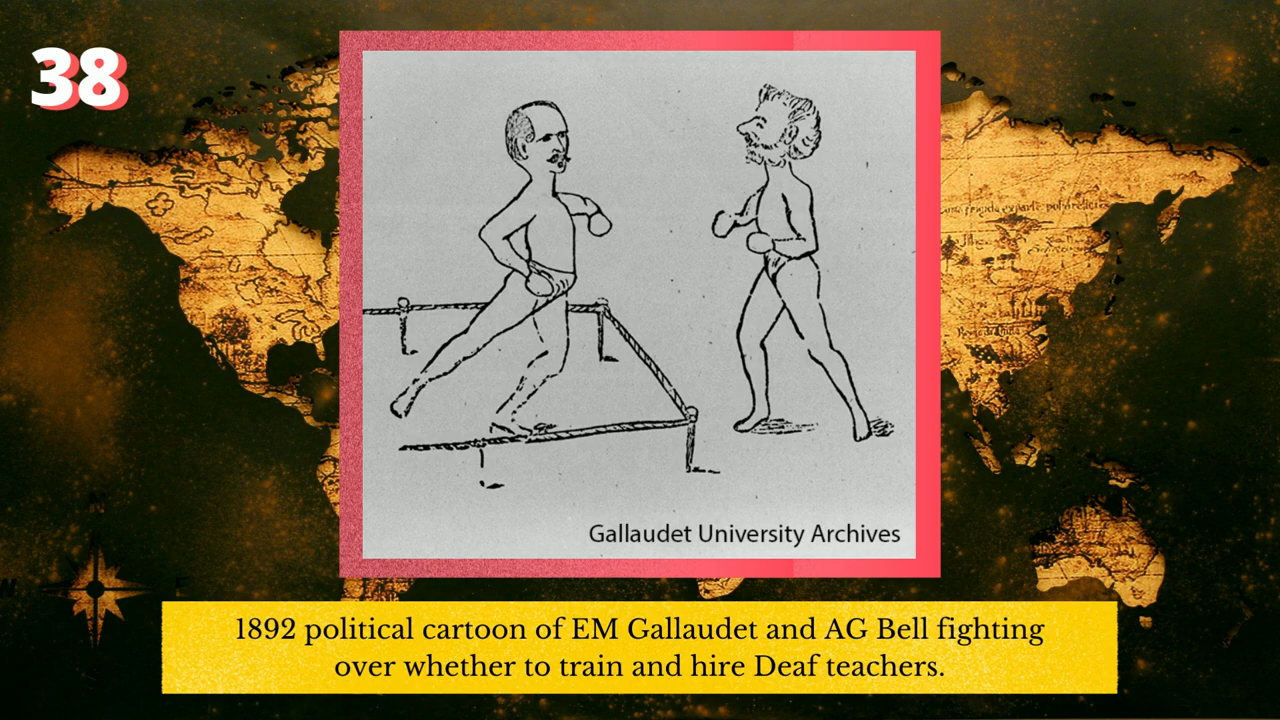 38
Gallaudet University Archives
1892 political cartoon of EM Gallaudet and AG Bell fighting
over whether to train and hire Deaf teachers.
N
E